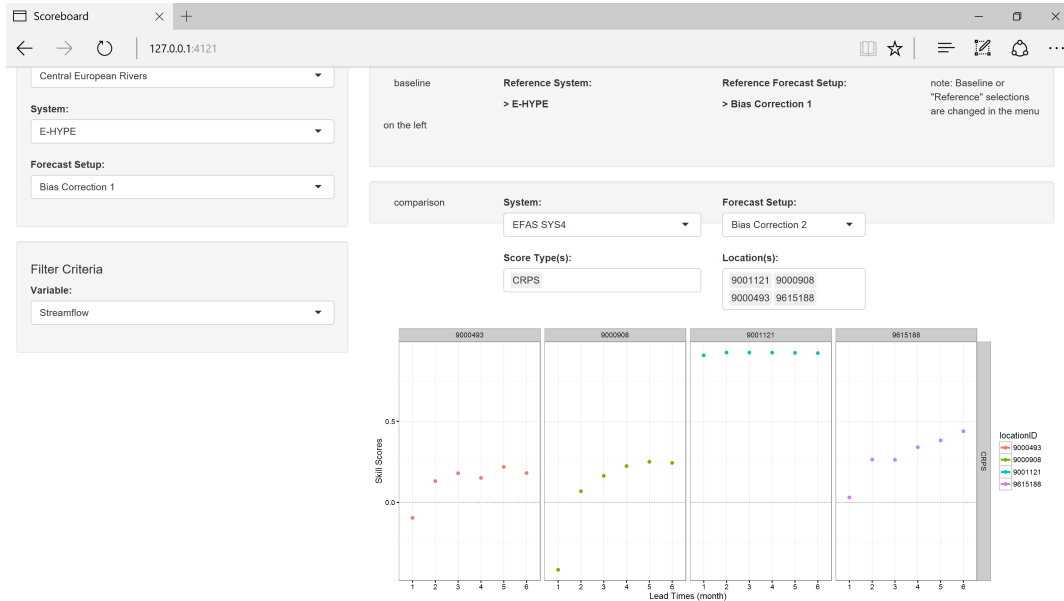 Scoreboard
127.0.0.1:4121
Central European Rivers
System:
E-HYPE
Forecast Setup:
Bias Correction 1
Filter Criteria
Variable:
Streamflow
baseline
on the left
Reference System:
> E-HYPE
Reference Forecast Setup:
> Bias Correction 1
note: Baseline or
"Reference" selections
are changed in the menu
comparison
System:
EFAS SYS4
Forecast Setup:
Bias Correction 2
Score Type(s):
CRPS
Location(s):
9001121 9000908
9000493 9615188
9000493 9000908 9001121 9615188
0.5
0.0
Skill Scores
CRPS
1 2 3 4 5 6 1 2 3 4 5 6 1 2 3 4 5 6 1 2 3 4 5 6
Lead Times (month)
locationID
9000493
9000908
9001121
9615188